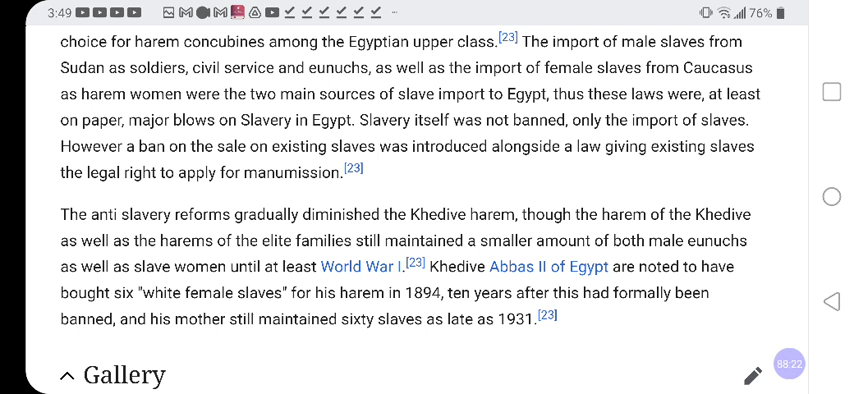 3:49
76%
choice for harem concubines among the Egyptian upper class.[23] The import of male slaves from
Sudan as soldiers, civil service and eunuchs, as well as the import of female slaves from Caucasus
as harem women were the two main sources of slave import to Egypt, thus these laws were, at least
on paper, major blows on Slavery in Egypt. Slavery itself was not banned, only the import of slaves.
However a ban on the sale on existing slaves was introduced alongside a law giving existing slaves
the legal right to apply for manumission.[23]
The anti slavery reforms gradually diminished the Khedive harem, though the harem of the Khedive
as well as the harems of the elite families still maintained a smaller amount of both male eunuchs
as well as slave women until at least World War I.[23] Khedive Abbas II of Egypt are noted to have
bought six "white female slaves" for his harem in 1894, ten years after this had formally been
banned, and his mother still maintained sixty slaves as late as 1931.[23]
Gallery
88:22